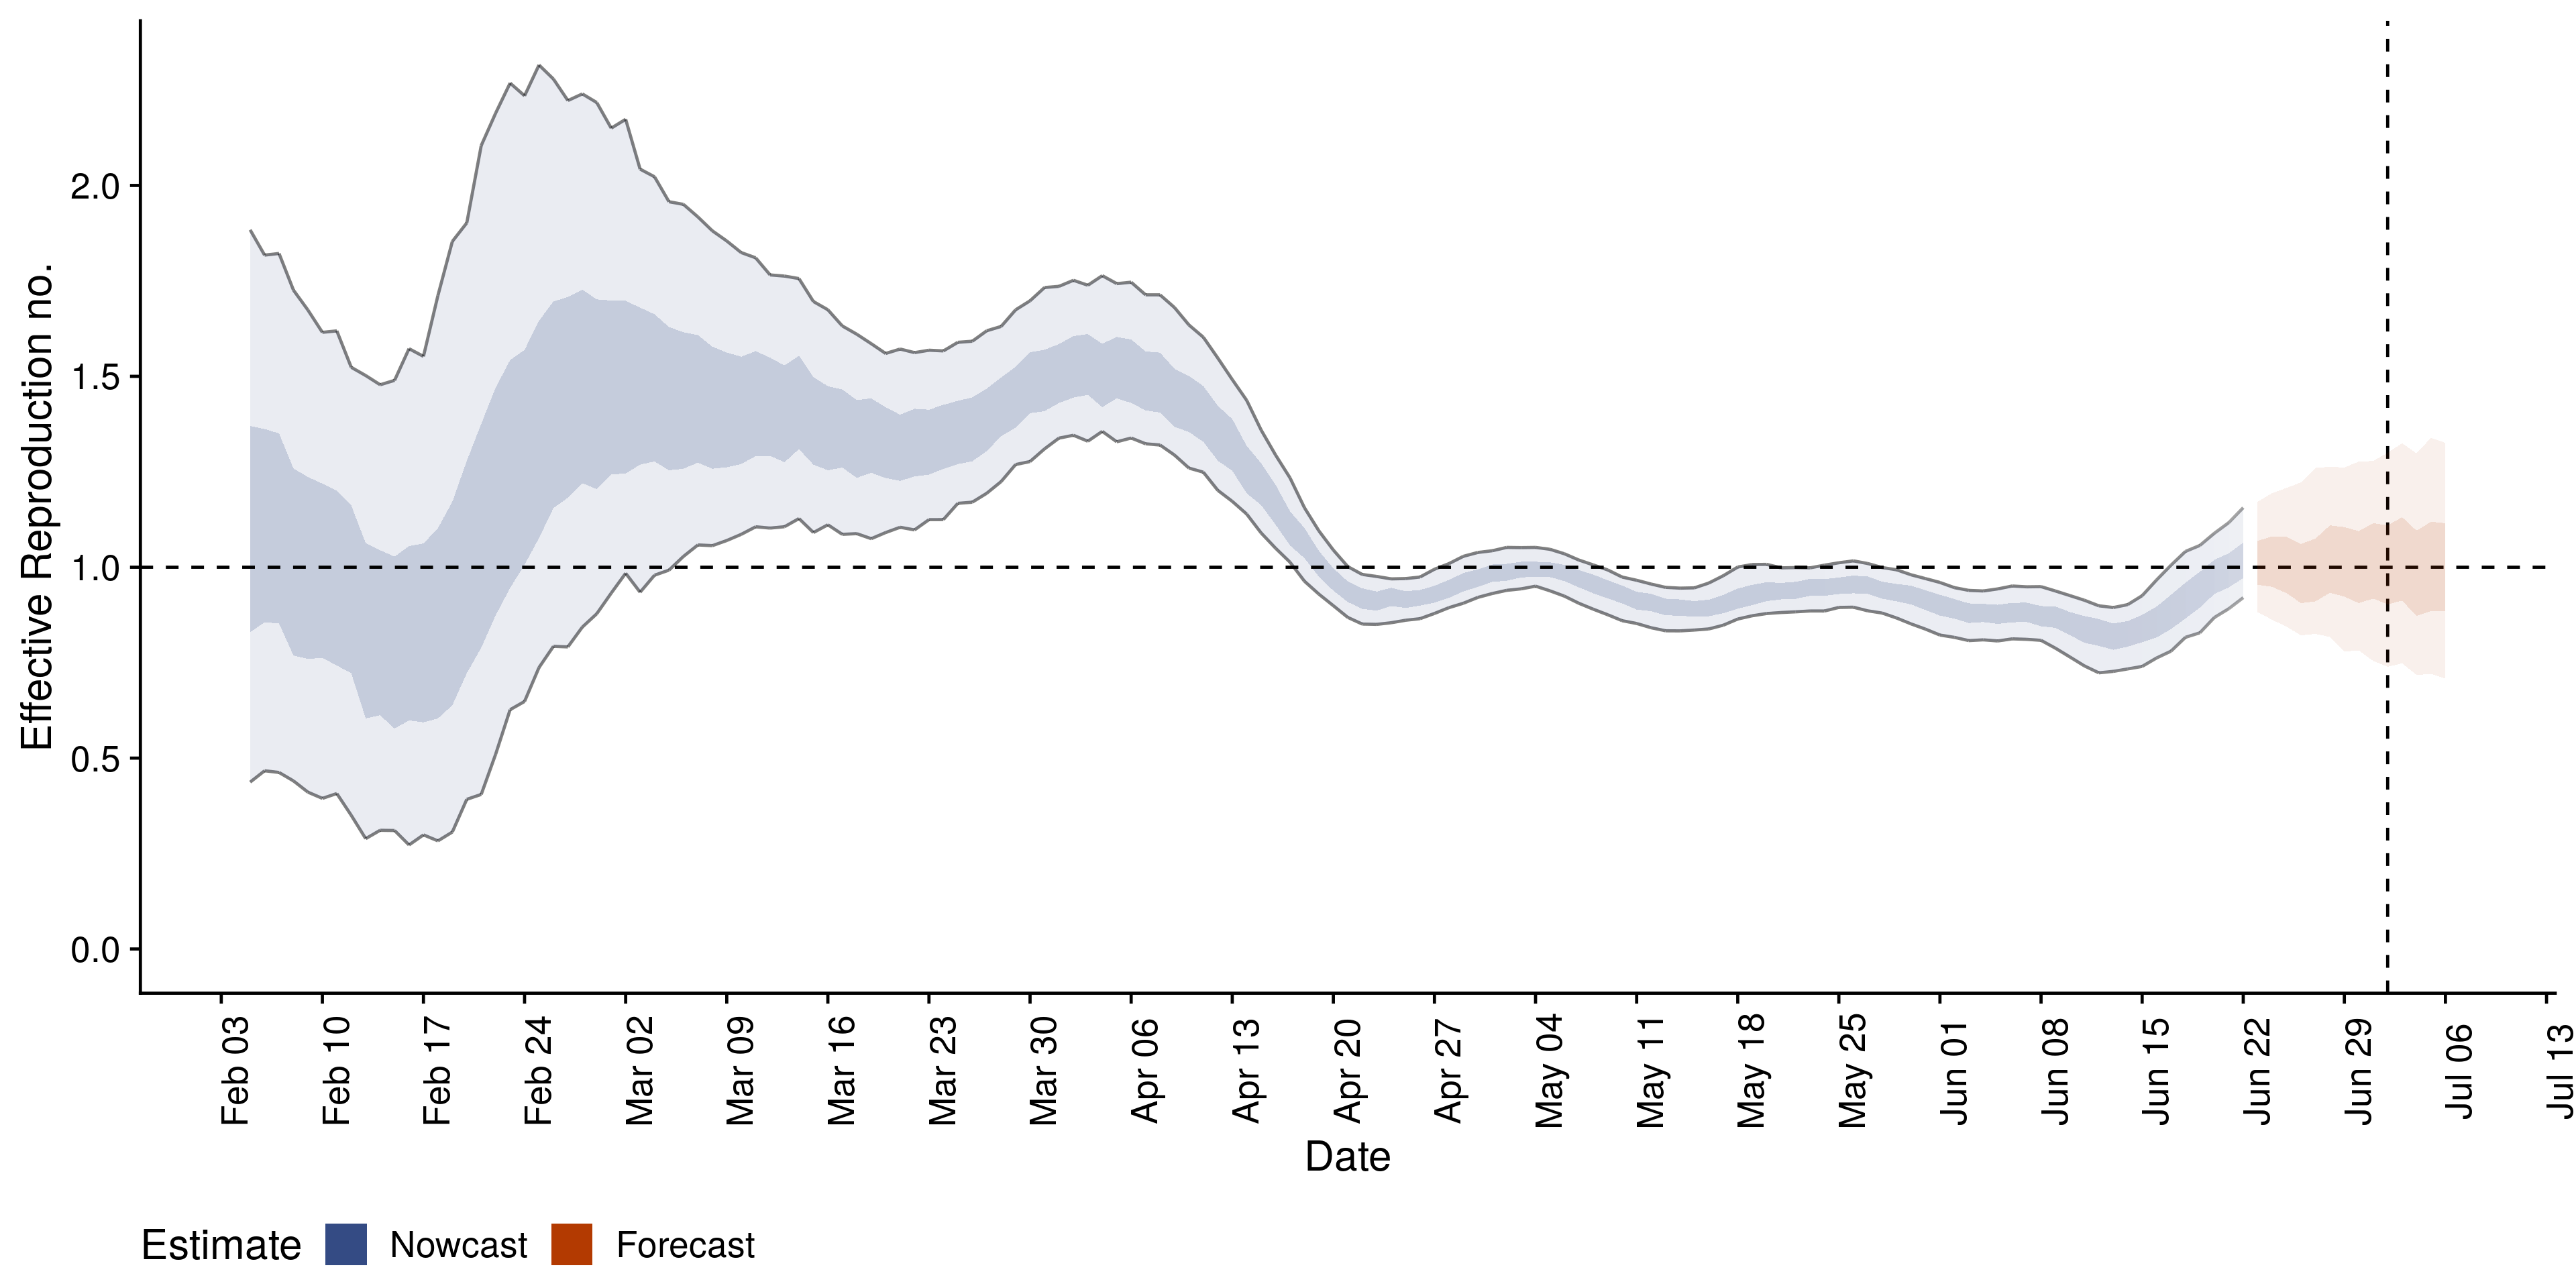 Effective Reproduction no.
2.0
1.5
1.0
0.5
0.0
Feb 03
Feb 10
Feb 17
Feb 24
Mar 02
Mar 09
Mar 16
Mar 23
Mar 30
Apr 06
Apr 13
Apr 20
Apr 27
May 04
May 11
May 18
May 25
Jun 01
Jun 08
Jun 15
Jun 22
Jun 29
Jul 06
Jul 13
Date
Estimate Nowcast Forecast